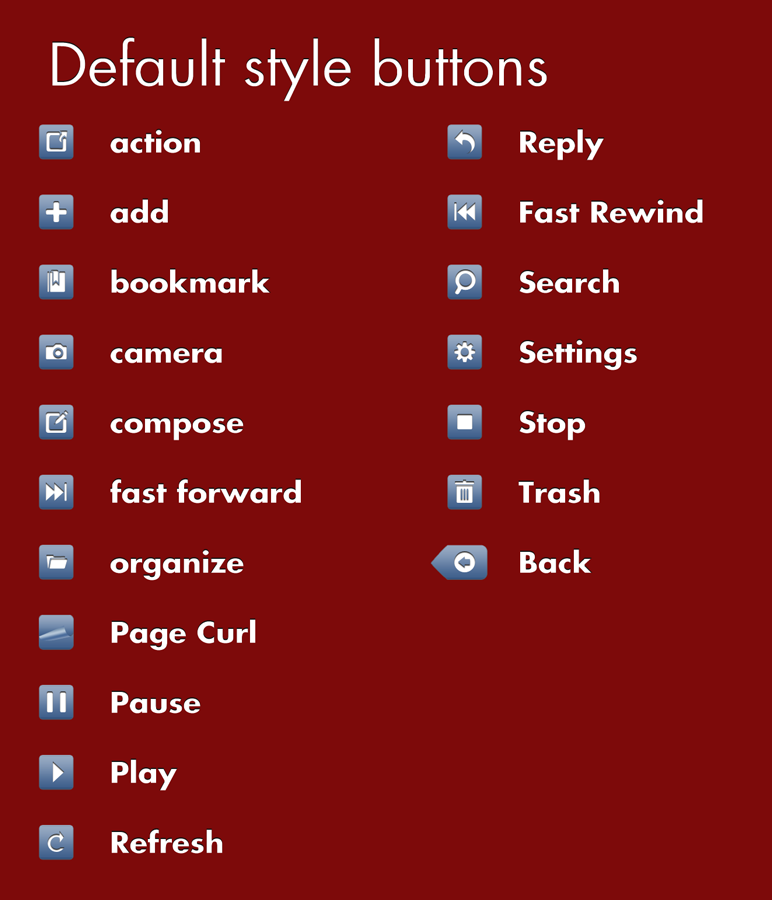 Default style buttons
action
add
bookmark
camera
compose
fast forward
organize
Page Curl
Pause
Play
Refresh
Reply
Fast Rewind
Search
Settings
Stop
Trash
Back